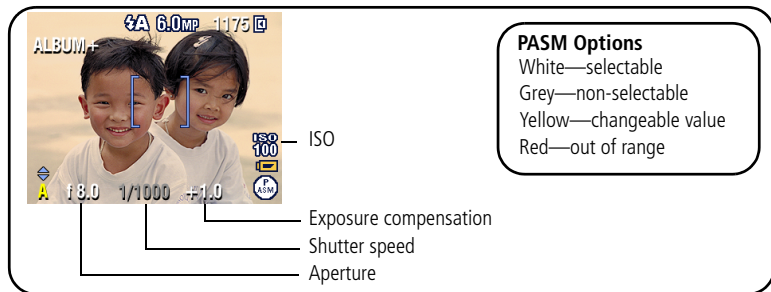 A 6.0MP 1175
ALBUM+
ISO
100
A f 8.0 1/1000 +1.0
P
ASM
ISO
Exposure compensation
Shutter speed
Aperture
PASM Options
White—selectable
Grey—non-selectable
Yellow—changeable value
Red—out of range